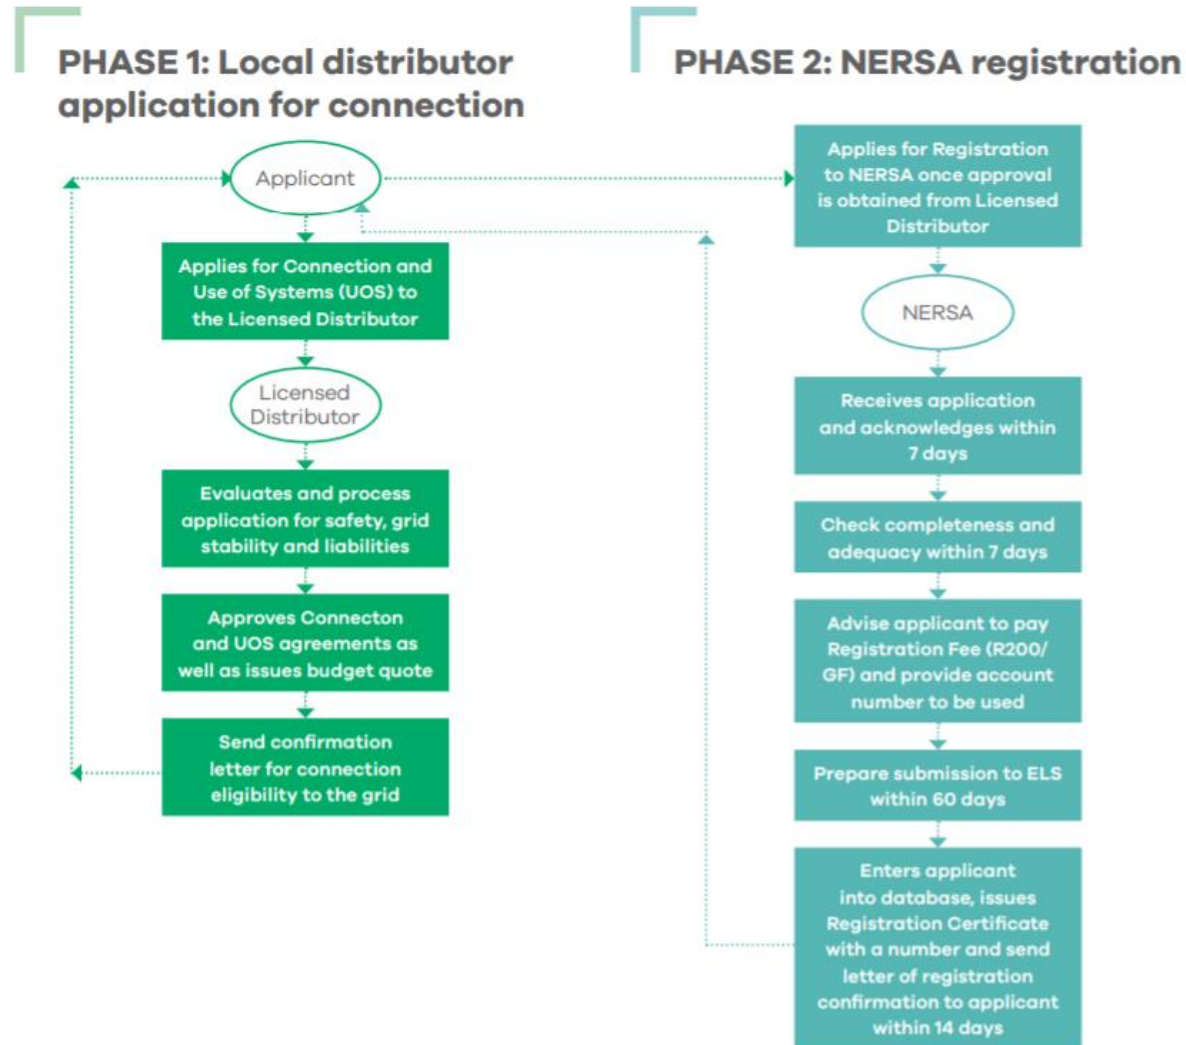 PHASE 1: Local distributor
application for connection
Applicant
Applies for Connection and
Use of Systems (UOS) to
the Licensed Distributor
Licensed
Distributor
Evaluates and process
application for safety, grid
stability and liabilities
Approves Connecton
and UOS agreements as
well as issues budget quote
Send confirmation
letter for connection
eligibility to the grid
PHASE 2: NERSA registration
Applies for Registration
to NERSA once approval
is obtained from Licensed
Distributor
NERSA
Receives application
and acknowledges within
7 days
Check completeness and
adequacy within 7 days
Advise applicant to pay
Registration Fee (R200/
GF) and provide account
number to be used
Prepare submission to ELS
within 60 days
Enters applicant
into database, issues
Registration Certificate
with a number and send
letter of registration
confirmation to applicant
within 14 days